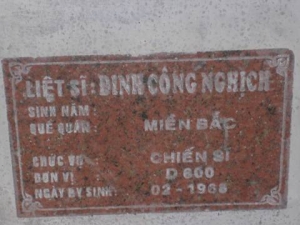 LIỆT SĨ : ĐINH CÔNG NGHỊCH
SINH NĂM :
QUÊ QUÁN : MIỀN BẮC
CHỨC VỤ : CHIẾN SĨ
ĐƠN VỊ : D 800
NGÀY HY SINH : 02 - 1968